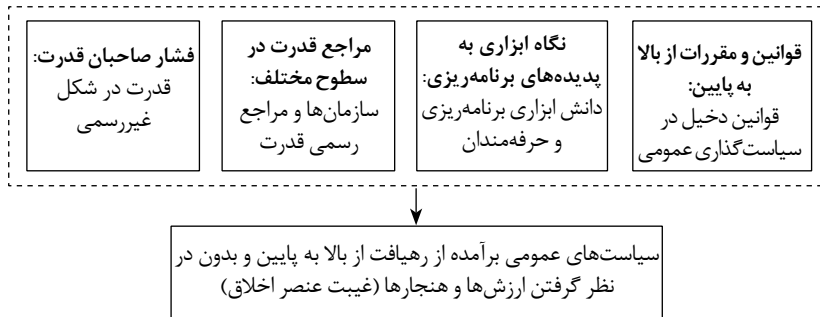 قوانین و مقررات از بالا
به پایین:
قوانین دخیل در
سیاست‌گذاری عمومی
نگاه ابزاری به
پدیده‌های برنامه‌ریزی:
دانش ابزاری برنامه‌ریزی
و حرفه‌مندان
مراجع قدرت در
سطوح مختلف:
سازمان‌ها و مراجع
رسمی قدرت
فشار صاحبان قدرت:
قدرت در شکل
غیررسمی
سیاست‌های عمومی برآمده از رهیافت از بالا به پایین و بدون در
نظر گرفتن ارزش‌ها و هنجارها (غیبت عنصر اخلاق)